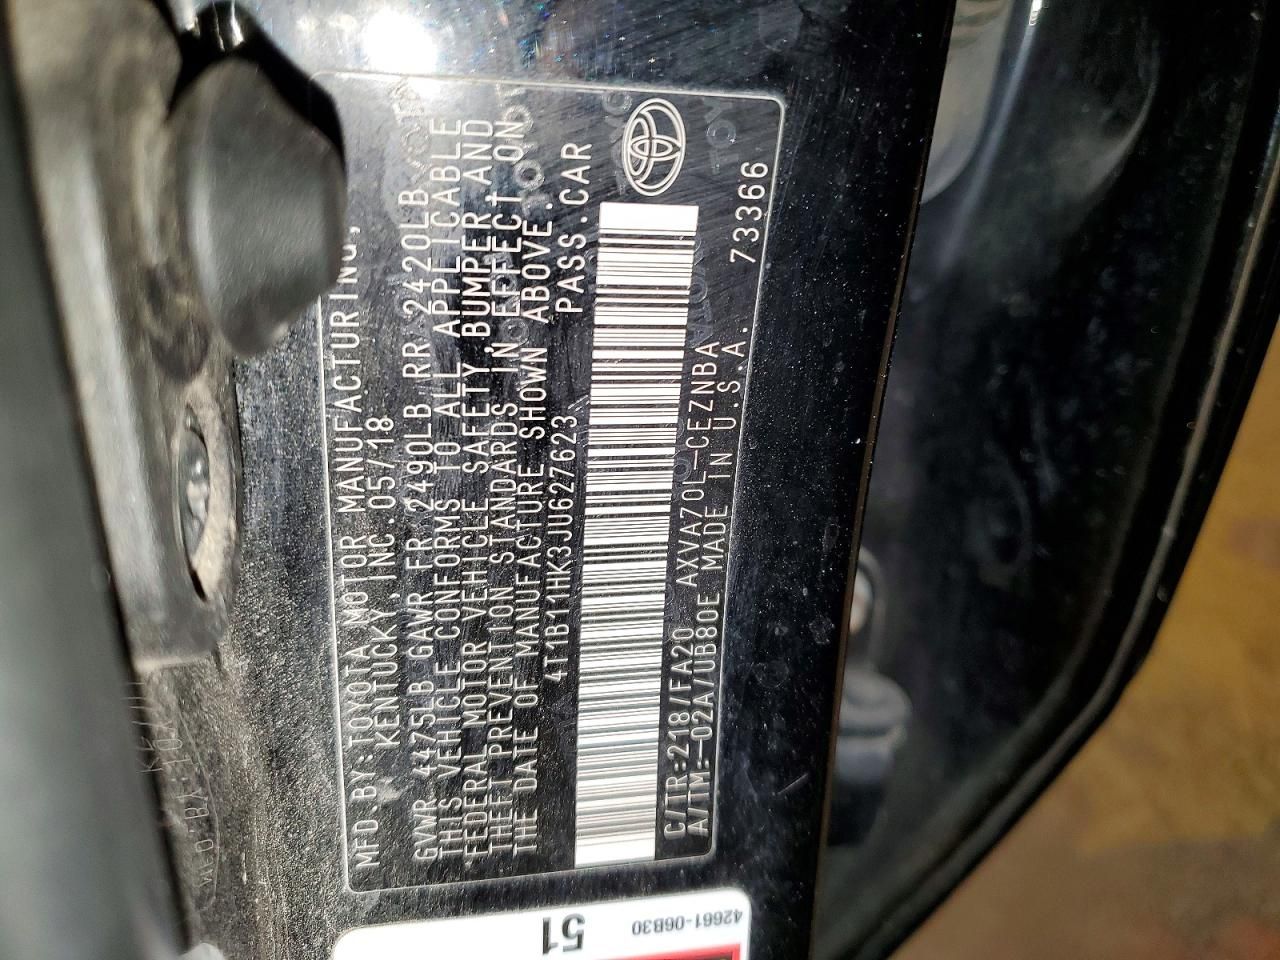 MFD.BY:TOYOTA MOTOR MANUFACTURING,
KENTUCKY, INC.05/18
GVWR 4475LB GAWR FR 2490LB RR 2420LB
THIS VEHICLE CONFORMS TO ALL APPLICABLE
FEDERAL MOTOR VEHICLE SAFETY,BUMPER,AND
THEFT PREVENTION STANDARDS IN EFFECT ON
THE DATE OF MANUFACTURE SHOWN ABOVE.
4T1B11HK3JU627623 PASS.CAR
C/TR:218/FA20 AXVA70L-CEZNBA
A/TM:-02A/UB80E MADE IN U.S.A. 73366
51
42661-06B30